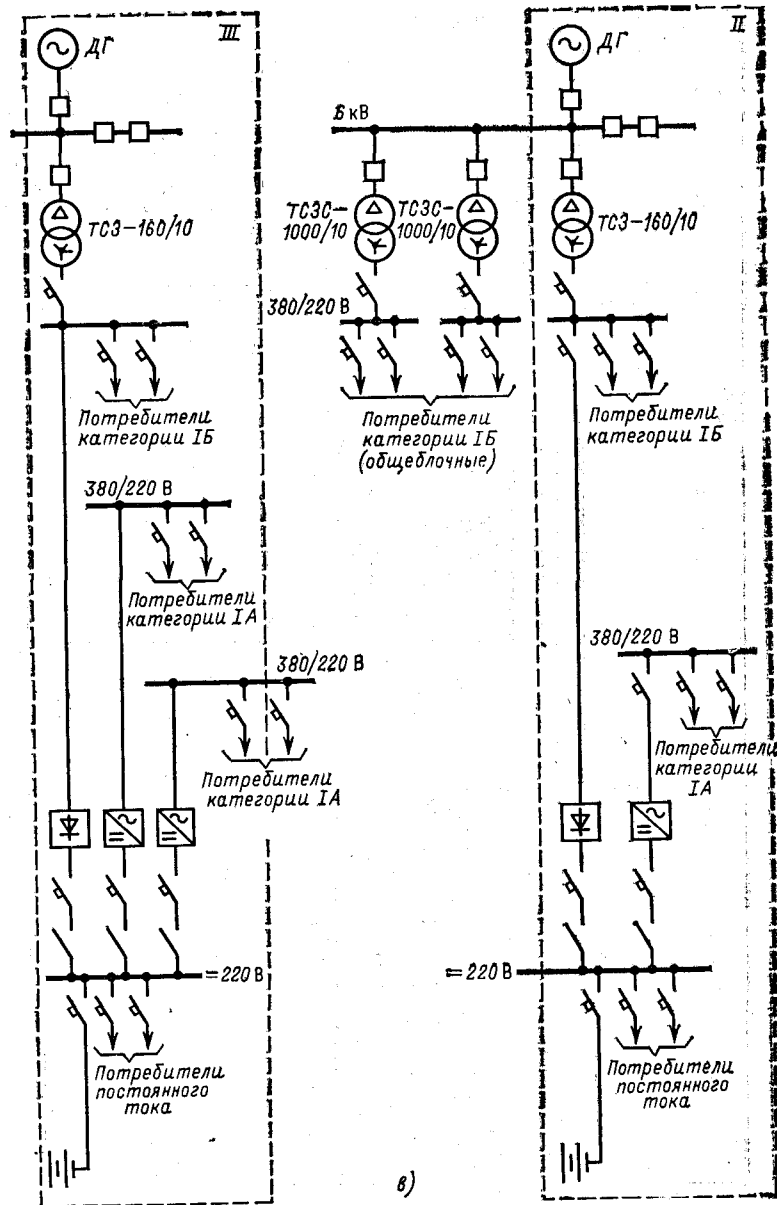 III
ДГ
ТСЗ-160/10
Потребители
категории IБ
380/220 В
Потребители
категории IА
380/220 В
Потребители
категории IА
=220 В
Потребители
постоянного
тока
6 кВ
ТСЗС-
1000/10
ТСЗС-
1000/10
380/220 В
Потребители
категории IБ
(общеблочные)
II
ДГ
ТСЗ-160/10
Потребители
категории IБ
380/220 В
Потребители
категории
IА
=220 В
Потребители
постоянного
тока
в)